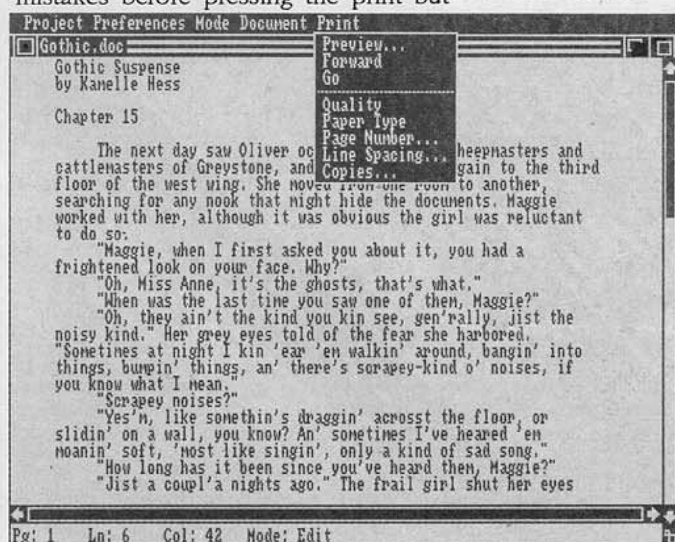 mistakes before pressing the print but
Project Preferences Mode Document Print
Gothic.doc
Preview...
Forward
Go
Quality
Paper Type
Page Number...
Line Spacing...
Copies...
Gothic Suspense
by Kamelle Hess
Chapter 15
The next day saw Oliver oc heepmasters and
cattlemasters of Greystone, and gain to the third
floor of the west wing. She moved from one room to another,
searching for any nook that might hide the documents. Maggie
worked with her, although it was obvious the girl was reluctant
to do so.
"Maggie, when I first asked you about it, you had a
frightened look on your face. Why?"
"Oh, Miss Anne, it's the ghosts, that's what."
"When was the last time you saw one of them, Maggie?"
"Oh, they ain't the kind you kin see, gen'rally, jist the
noisy kind." Her grey eyes told of the fear she harbored.
"Sometimes at night I kin 'ear 'em walkin' around, bangin' into
things, bumpin' things, an' there's scrapey-kind o' noises, if
you know what I mean."
"Scrapey noises?"
"Yes'm, like somethin's draggin' acrosst the floor, or
slidin' on a wall, you know? An' sometimes I've heared 'em
moanin' soft, 'most like singin', only a kind of sad song."
"How long has it been since you've heard them, Maggie?"
"Jist a coupl'a nights ago." The frail girl shut her eyes
Pg: 1 Ln: 6 Col: 42 Mode: Edit